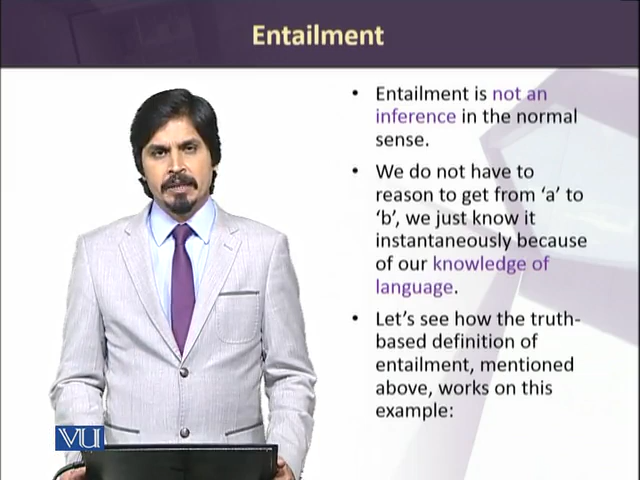 Entailment
• Entailment is not an
inference in the normal
sense.
• We do not have to
reason to get from ‘a’ to
‘b’, we just know it
instantaneously because
of our knowledge of
language.
• Let’s see how the truth-
based definition of
entailment, mentioned
above, works on this
example:
VU